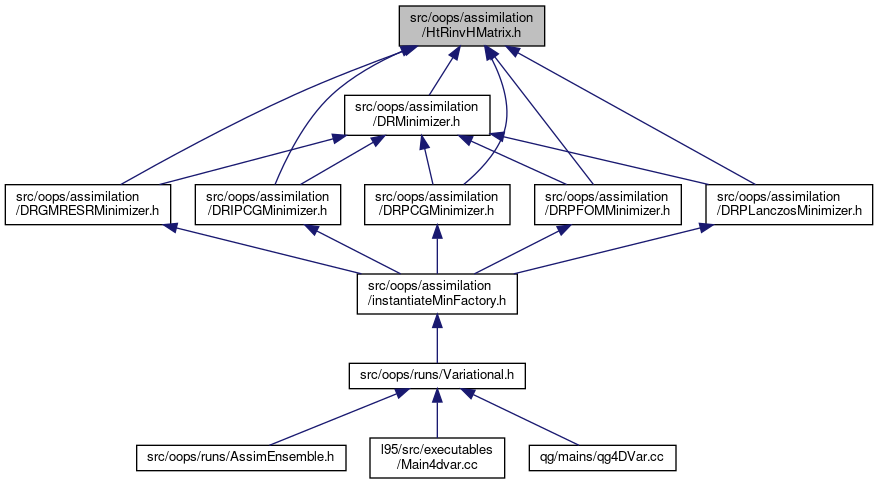 src/oops/assimilation
/HtRinvHMatrix.h
src/oops/assimilation
/DRMinimizer.h
src/oops/assimilation
/DRGMRESRMinimizer.h
src/oops/assimilation
/DRIPCGMinimizer.h
src/oops/assimilation
/DRPCGMinimizer.h
src/oops/assimilation
/DRPFOMMinimizer.h
src/oops/assimilation
/DRPLanczosMinimizer.h
src/oops/assimilation
/instantiateMinFactory.h
src/oops/runs/Variational.h
src/oops/runs/AssimEnsemble.h
l95/src/executables
/Main4dvar.cc
qg/mains/qg4DVar.cc